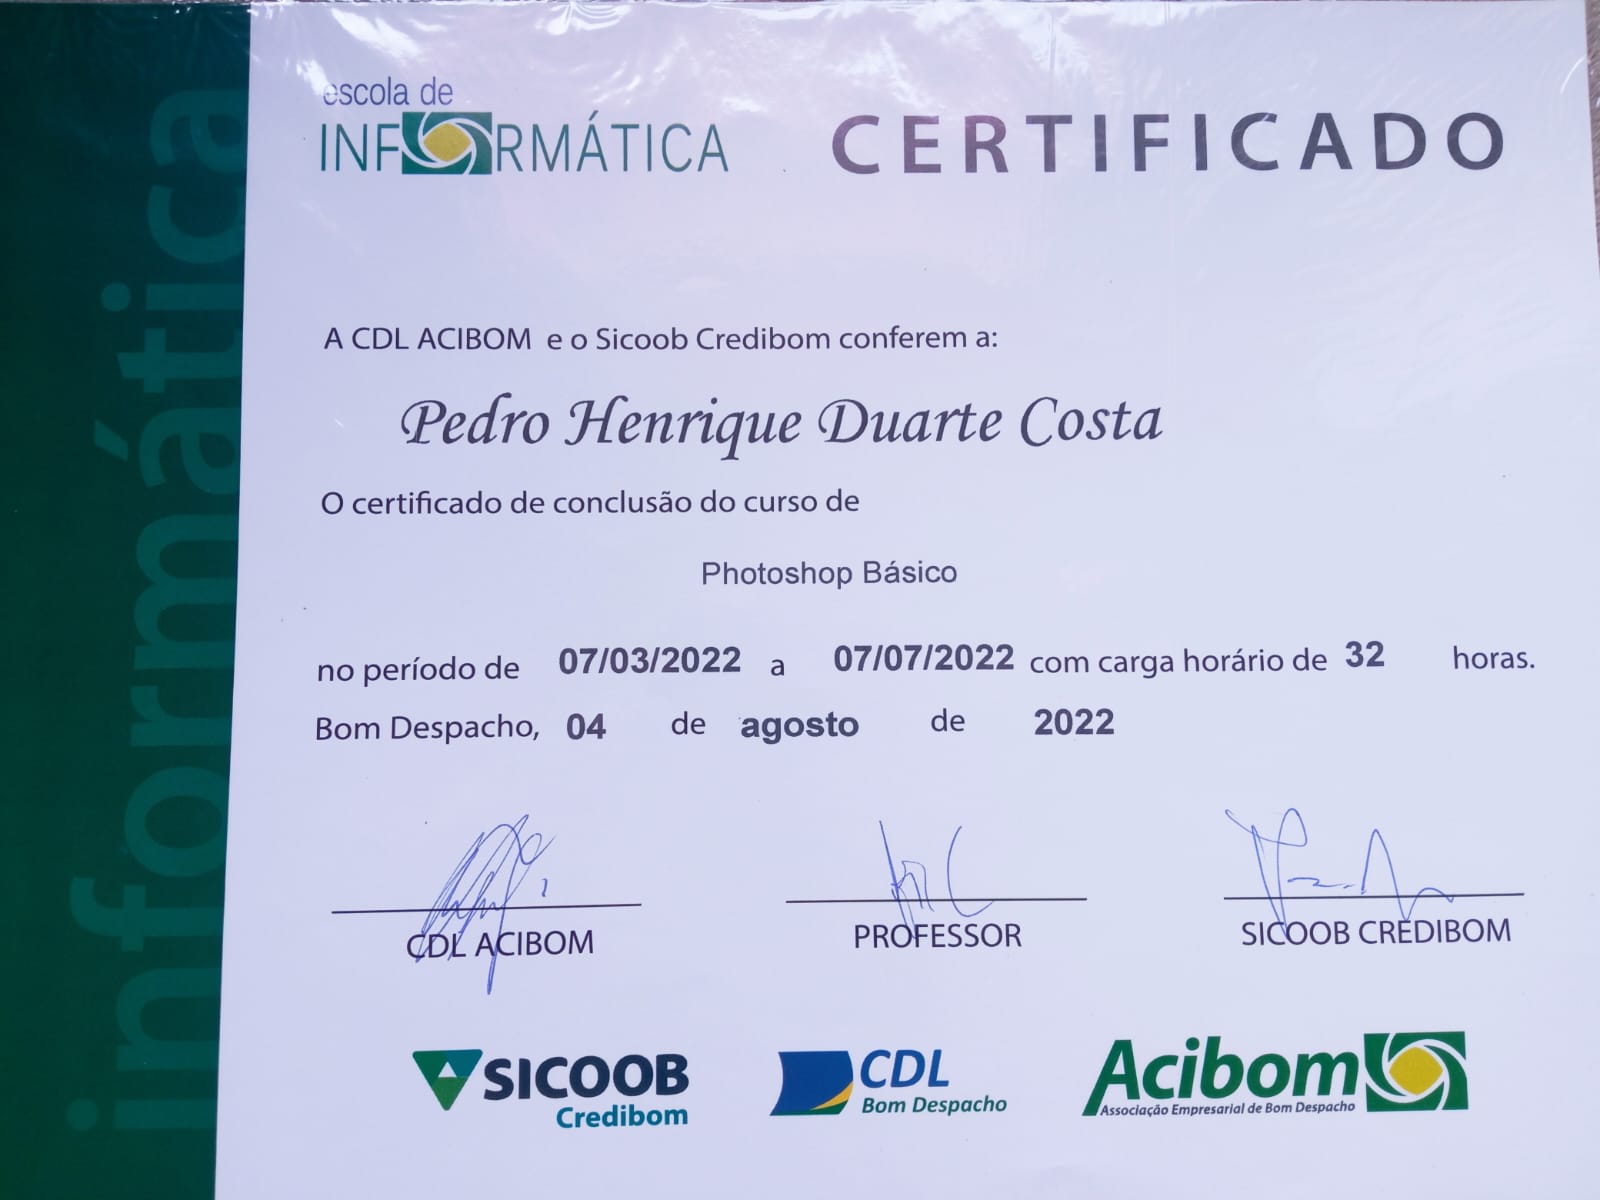 informática
escola de
INFORMÁTICA
CERTIFICADO
A CDL ACIBOM e o Sicoob Credibom conferem a:
Pedro Henrique Duarte Costa
O certificado de conclusão do curso de
Photoshop Básico
no período de 07/03/2022 a 07/07/2022 com carga horário de 32 horas.
Bom Despacho, 04 de agosto de 2022
CDL ACIBOM
PROFESSOR
SICOOB CREDIBOM
SICOOB
Credibom
CDL
Bom Despacho
Acibom
Associação Empresarial de Bom Despacho